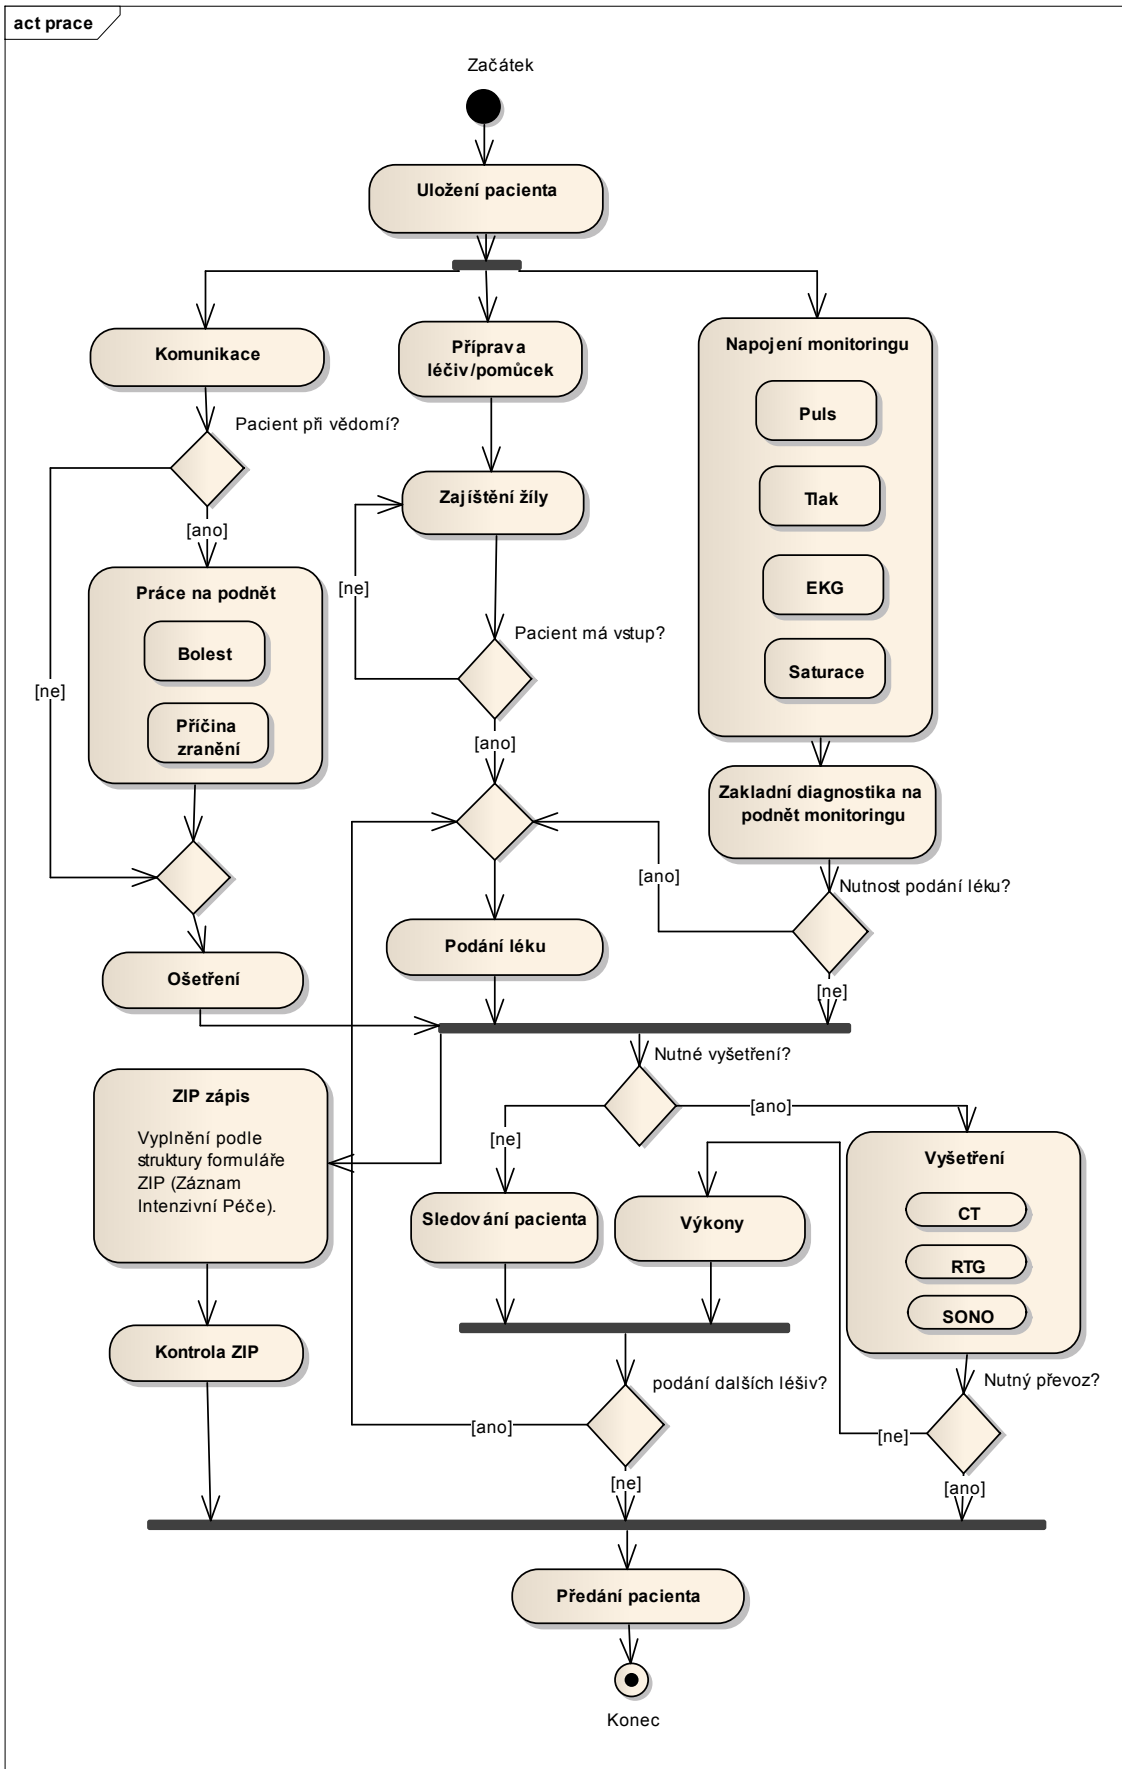 act prace
Začátek
Uložení pacienta
Komunikace
Příprava
léčiv/pomůcek
Napojení monitoringu
Puls
Pacient při vědomí?
Tlak
Zajíštění žíly
[ano]
[ne]
EKG
Práce na podnět
Bolest
Pacient má vstup?
Saturace
[ne]
Příčina
zranění
[ano]
Zakladní diagnostika na
podnět monitoringu
[ano]
Nutnost podání léku?
Podání léku
Ošetření
[ne]
Nutné vyšetření?
ZIP zápis
Vyplnění podle
struktury formuláře
ZIP (Záznam
Intenzivní Péče).
[ano]
[ne]
Vyšetření
CT
Sledování pacienta
Výkony
RTG
SONO
Kontrola ZIP
podání dalších léšiv?
Nutný převoz?
[ano]
[ne]
[ne]
[ano]
Předání pacienta
Konec